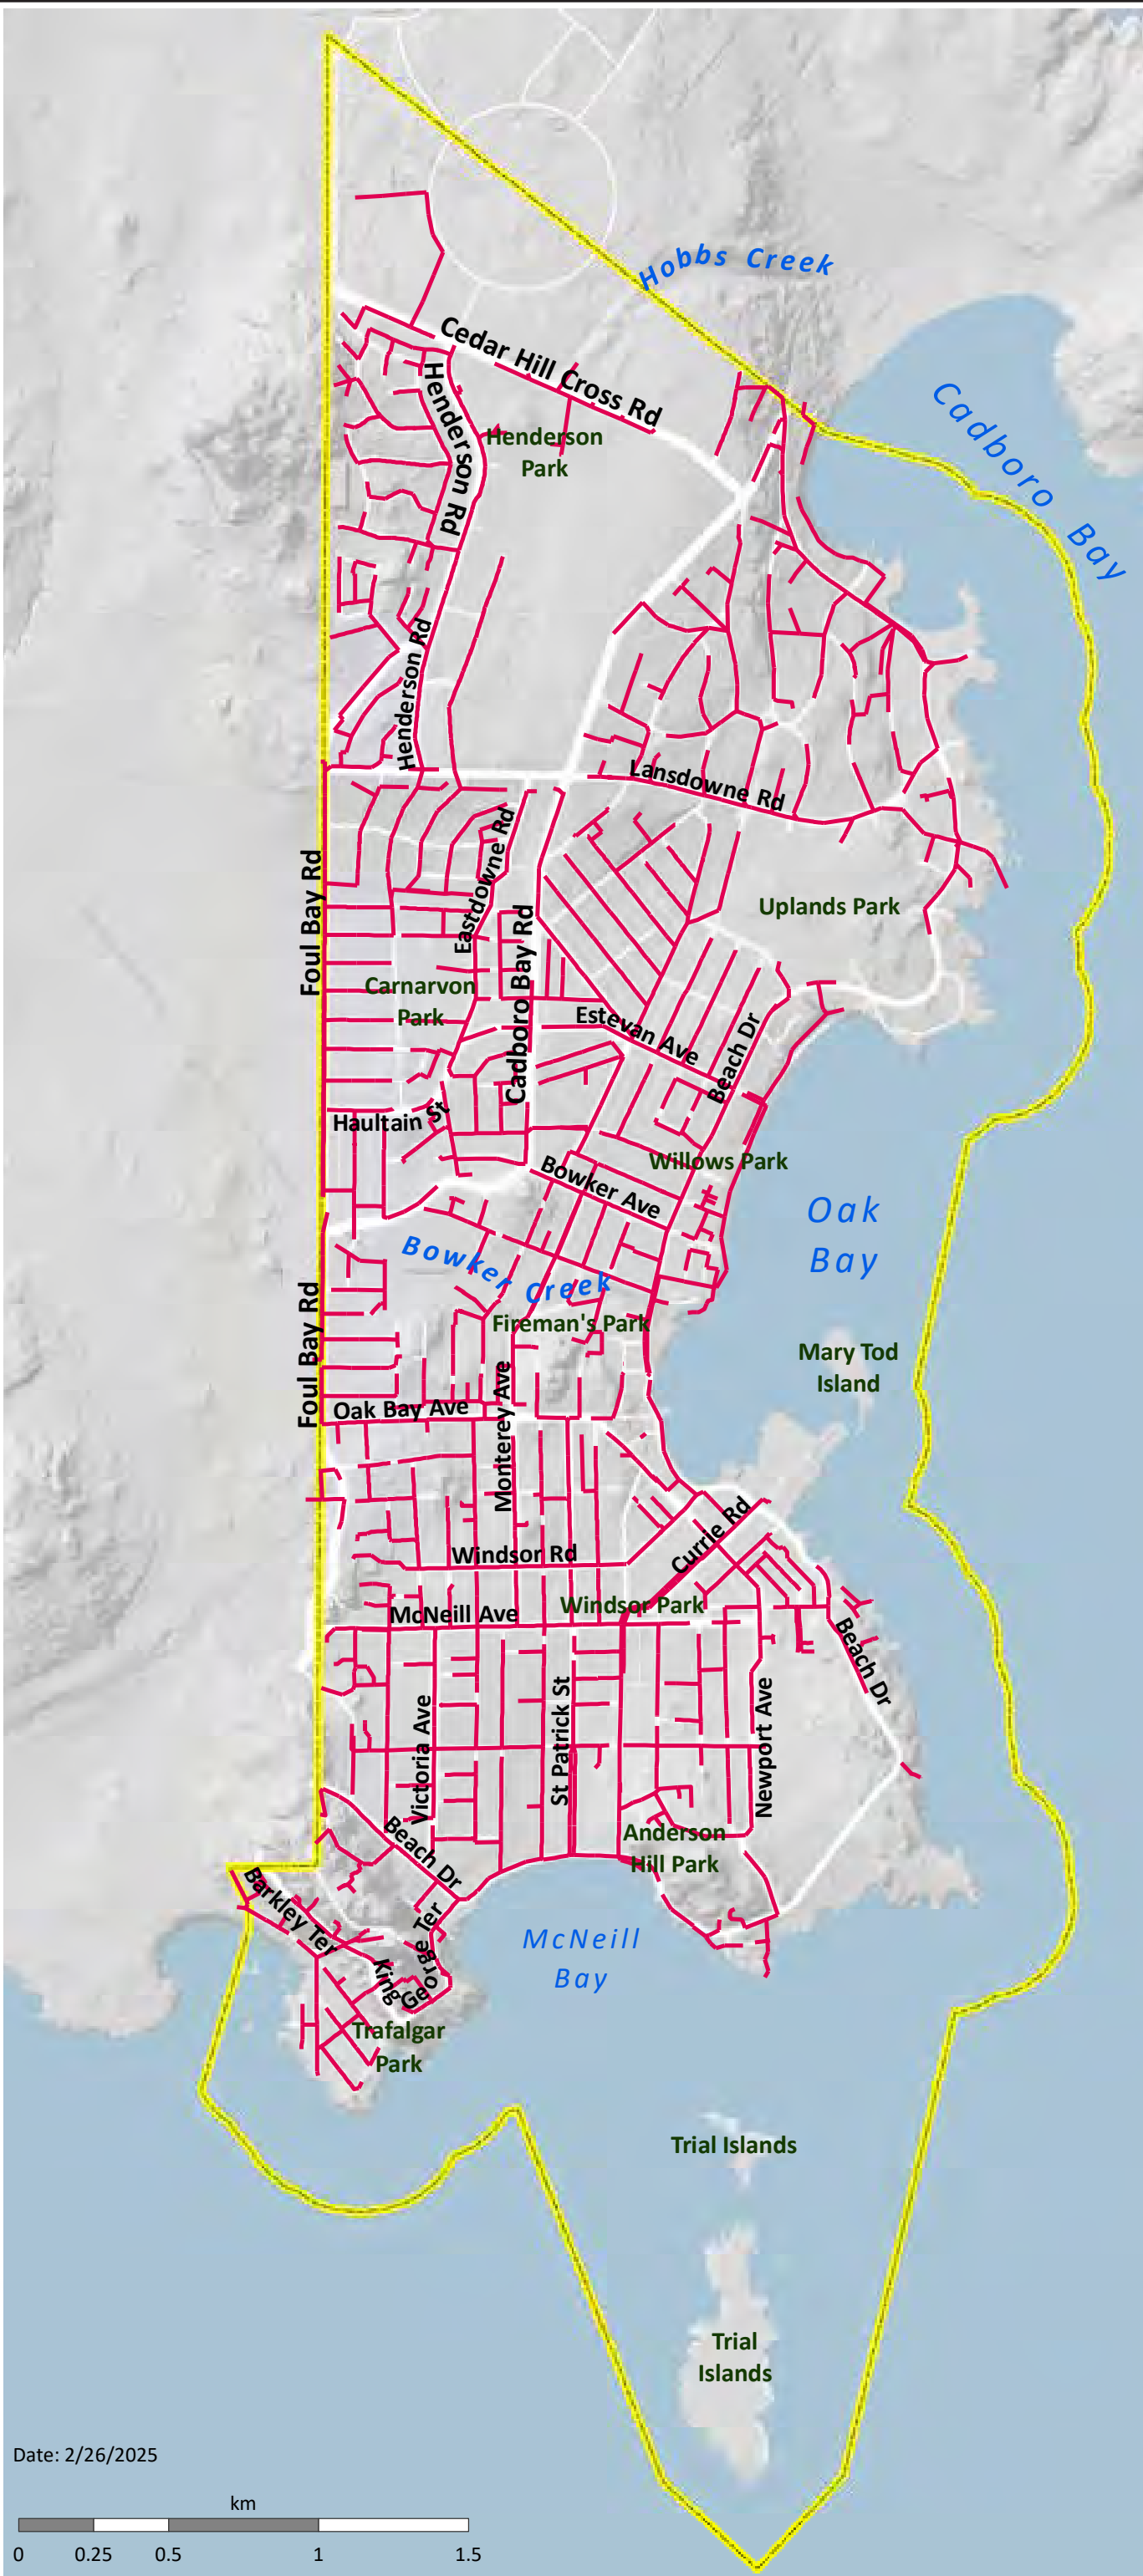 Hobbs Creek
Cedar Hill Cross Rd
Cadboro Bay
Henderson Rd
Henderson
Park
Henderson Rd
Lansdowne Rd
Eastdowne Rd
Foul Bay Rd
Uplands Park
Cadboro Bay Rd
Carnarvon
Park
Estevan Ave
Beach Dr
Haultain St
Willows Park
Bowker Ave
Oak
Bay
Bowker Creek
Foul Bay Rd
Fireman's Park
Mary Tod
Island
Monterey Ave
Oak Bay Ave
Currie Rd
Windsor Rd
Windsor Park
McNeill Ave
Beach Dr
Victoria Ave
St Patrick St
Newport Ave
Beach Dr
Anderson
Hill Park
Barkley Ter
King George Ter
McNeill
Bay
Trafalgar
Park
Trial Islands
Trial
Islands
Date: 2/26/2025
km
0 0.25 0.5 1 1.5